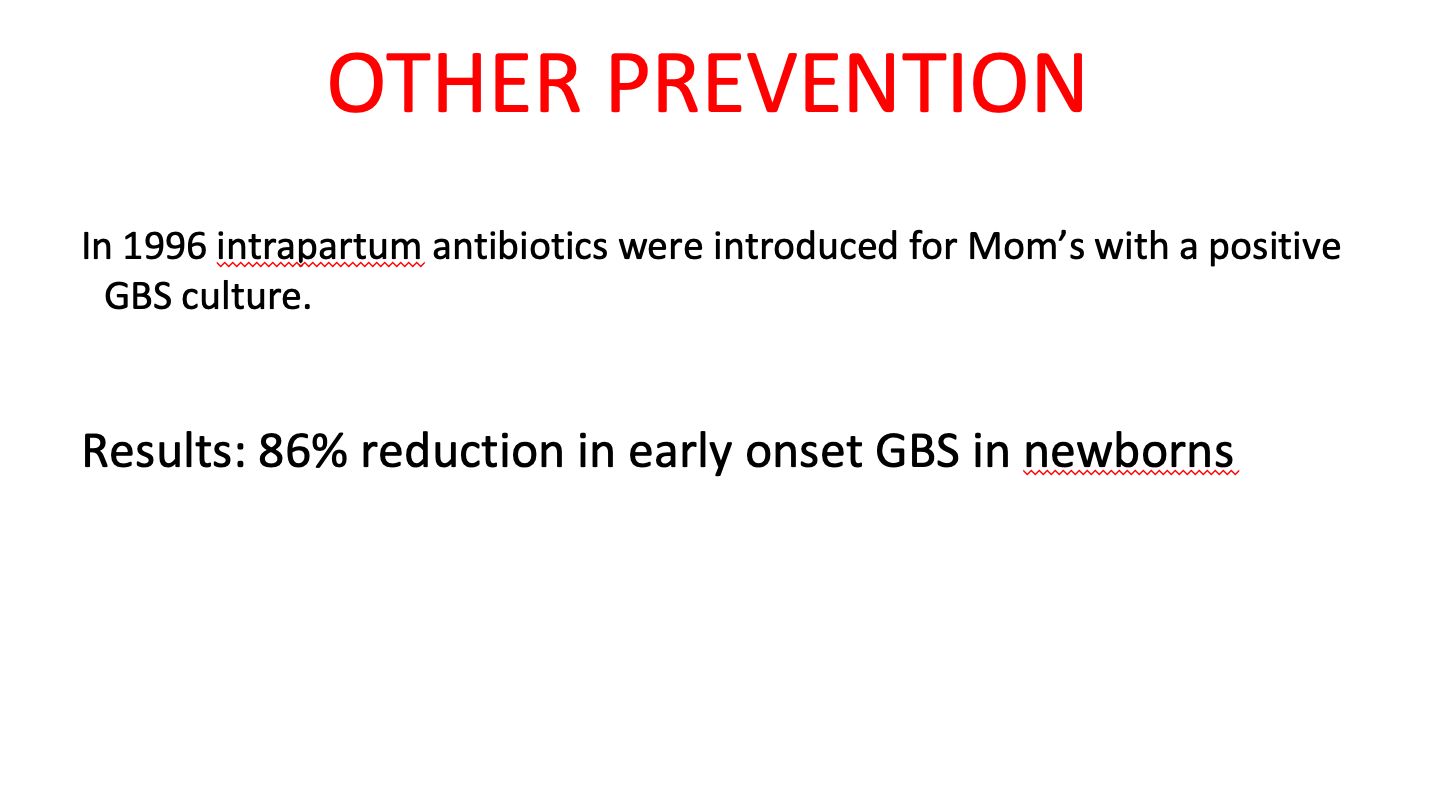 OTHER PREVENTION
In 1996 intrapartum antibiotics were introduced for Mom’s with a positive
GBS culture.
Results: 86% reduction in early onset GBS in newborns